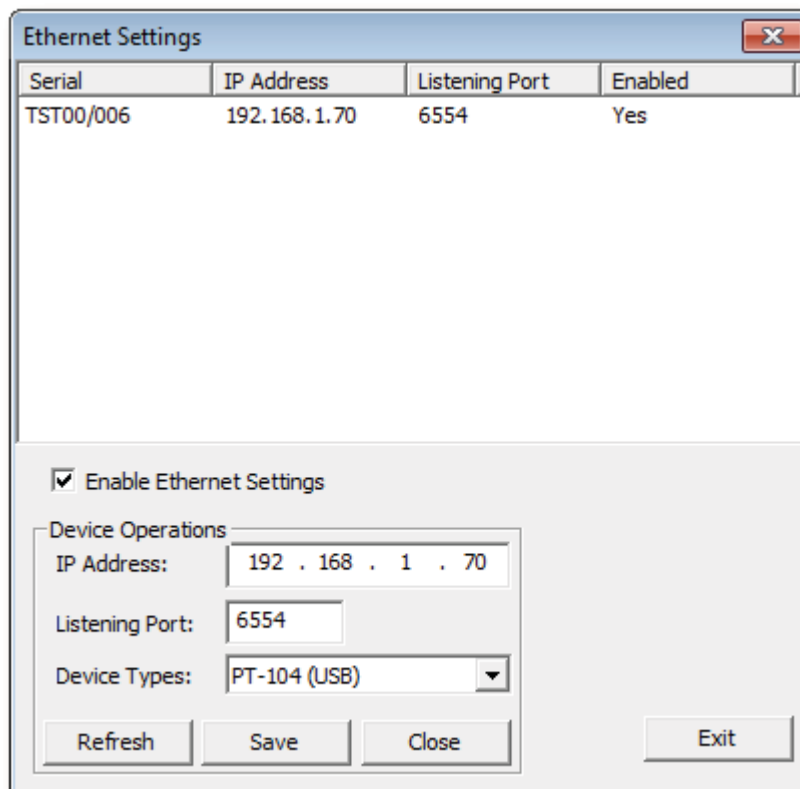 Ethernet Settings
Serial IP Address Listening Port Enabled
TST00/006 192.168.1.70 6554 Yes
Enable Ethernet Settings
Device Operations
IP Address: 192 . 168 . 1 . 70
Listening Port: 6554
Device Types: PT-104 (USB)
Refresh Save Close Exit